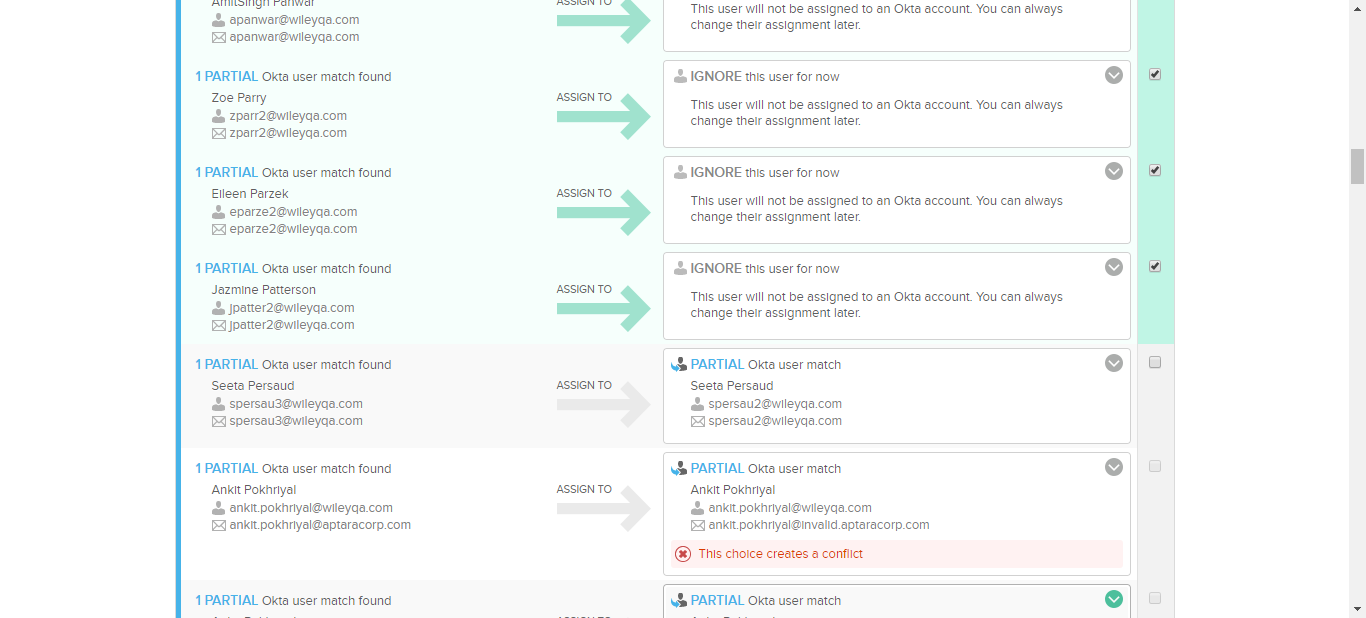 AmitSingh Panwar
apanwar@wileyqa.com
apanwar@wileyqa.com
ASSIGN TO
This user will not be assigned to an Okta account. You can always
change their assignment later.
1 PARTIAL Okta user match found
Zoe Parry
zparr2@wileyqa.com
zparr2@wileyqa.com
ASSIGN TO
IGNORE this user for now
This user will not be assigned to an Okta account. You can always
change their assignment later.
1 PARTIAL Okta user match found
Eileen Parzek
eparze2@wileyqa.com
eparze2@wileyqa.com
ASSIGN TO
IGNORE this user for now
This user will not be assigned to an Okta account. You can always
change their assignment later.
1 PARTIAL Okta user match found
Jazmine Patterson
jpatter2@wileyqa.com
jpatter2@wileyqa.com
ASSIGN TO
IGNORE this user for now
This user will not be assigned to an Okta account. You can always
change their assignment later.
1 PARTIAL Okta user match found
Seeta Persaud
spersau3@wileyqa.com
spersau3@wileyqa.com
ASSIGN TO
PARTIAL Okta user match
Seeta Persaud
spersau2@wileyqa.com
spersau2@wileyqa.com
1 PARTIAL Okta user match found
Ankit Pokhriyal
ankit.pokhriyal@wileyqa.com
ankit.pokhriyal@aptaracorp.com
ASSIGN TO
PARTIAL Okta user match
Ankit Pokhriyal
ankit.pokhriyal@wileyqa.com
ankit.pokhriyal@invalid.aptaracorp.com
This choice creates a conflict
1 PARTIAL Okta user match found
PARTIAL Okta user match